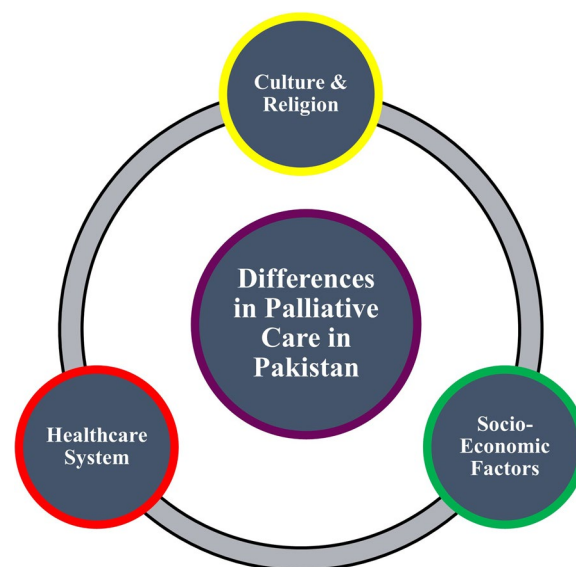 Culture &
Religion
Differences
in Palliative
Care in
Pakistan
Healthcare
System
Socio-
Economic
Factors